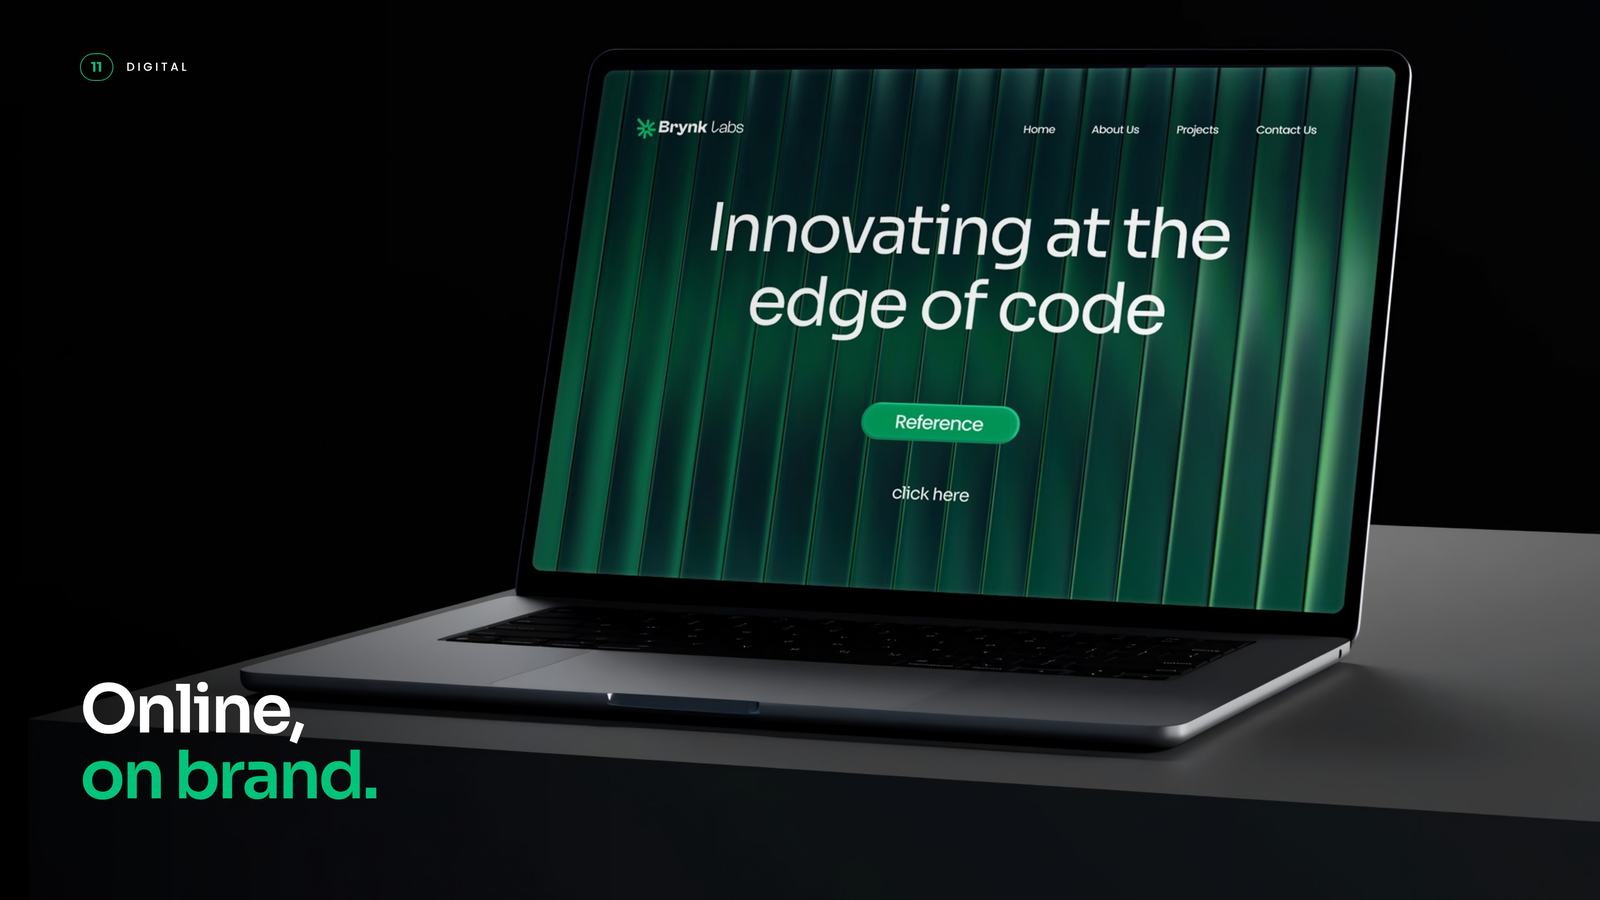 11 DIGITAL
Brynk Labs
Home About Us Projects Contact Us
Innovating at the
edge of code
Reference
click here
Online,
on brand.